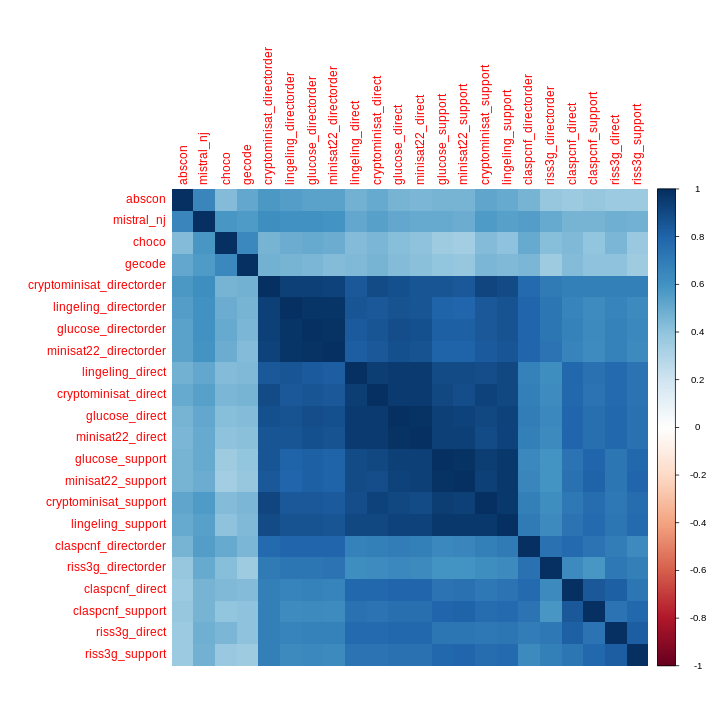 abscon
mistral_nj
choco
gecode
cryptominisat_directorder
lingeling_directorder
glucose_directorder
minisat22_directorder
lingeling_direct
cryptominisat_direct
glucose_direct
minisat22_direct
glucose_support
minisat22_support
cryptominisat_support
lingeling_support
claspcnf_directorder
riss3g_directorder
claspcnf_direct
claspcnf_support
riss3g_direct
riss3g_support
abscon
mistral_nj
choco
gecode
cryptominisat_directorder
lingeling_directorder
glucose_directorder
minisat22_directorder
lingeling_direct
cryptominisat_direct
glucose_direct
minisat22_direct
glucose_support
minisat22_support
cryptominisat_support
lingeling_support
claspcnf_directorder
riss3g_directorder
claspcnf_direct
claspcnf_support
riss3g_direct
riss3g_support
1
0.8
0.6
0.4
0.2
0
-0.2
-0.4
-0.6
-0.8
-1